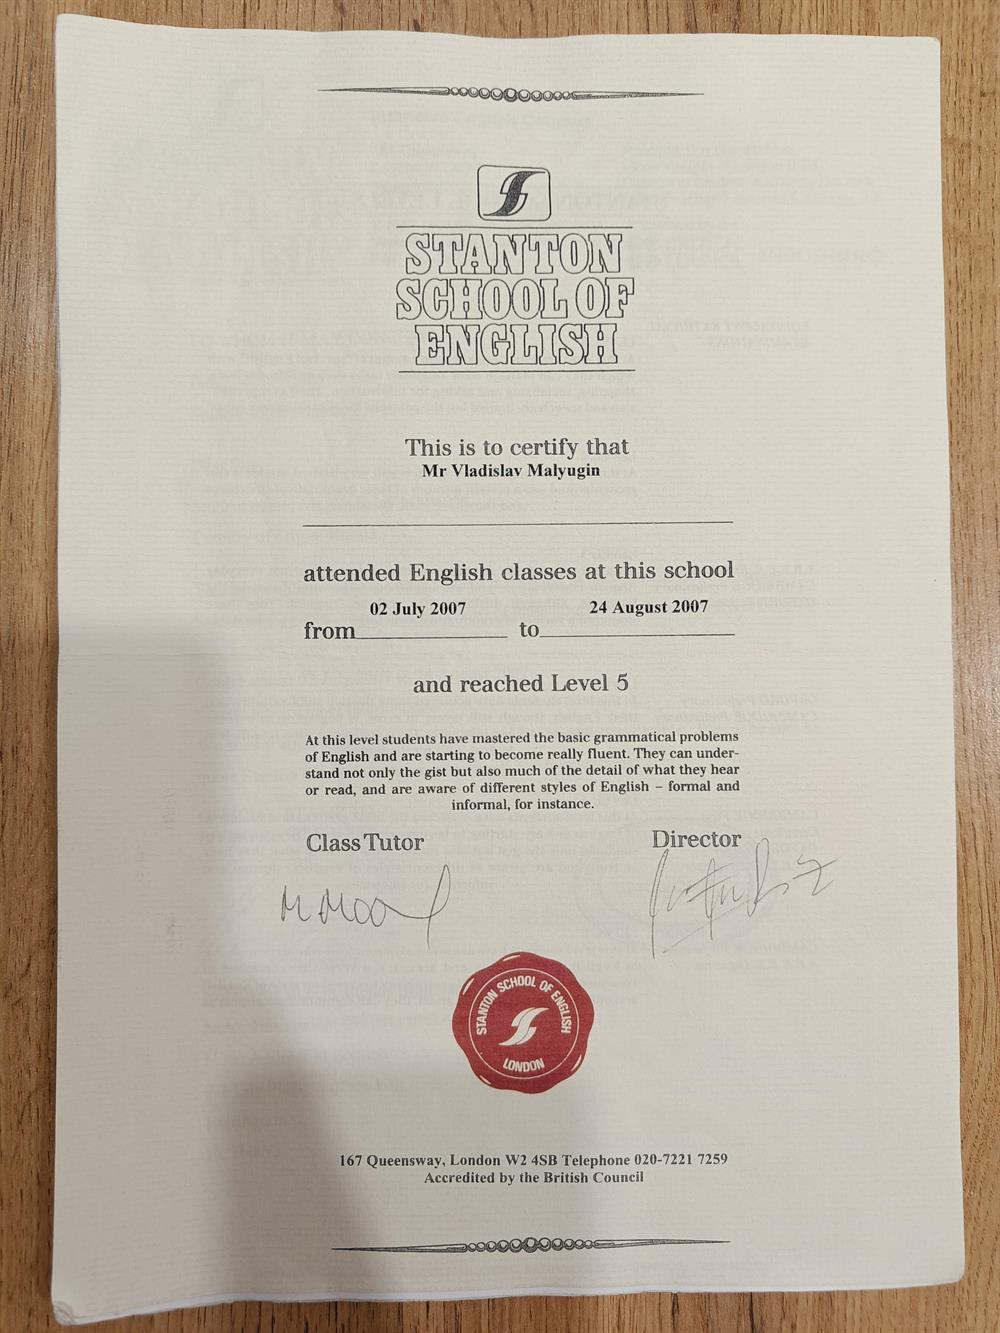 STANTON
SCHOOL OF
ENGLISH
This is to certify that
Mr Vladislav Malyugin
attended English classes at this school
02 July 2007 24 August 2007
from to
and reached Level 5
At this level students have mastered the basic grammatical problems
of English and are starting to become really fluent. They can under-
stand not only the gist but also much of the detail of what they hear
or read, and are aware of different styles of English – formal and
informal, for instance.
Class Tutor Director
STANTON SCHOOL OF ENGLISH
LONDON
167 Queensway, London W2 4SB Telephone 020-7221 7259
Accredited by the British Council